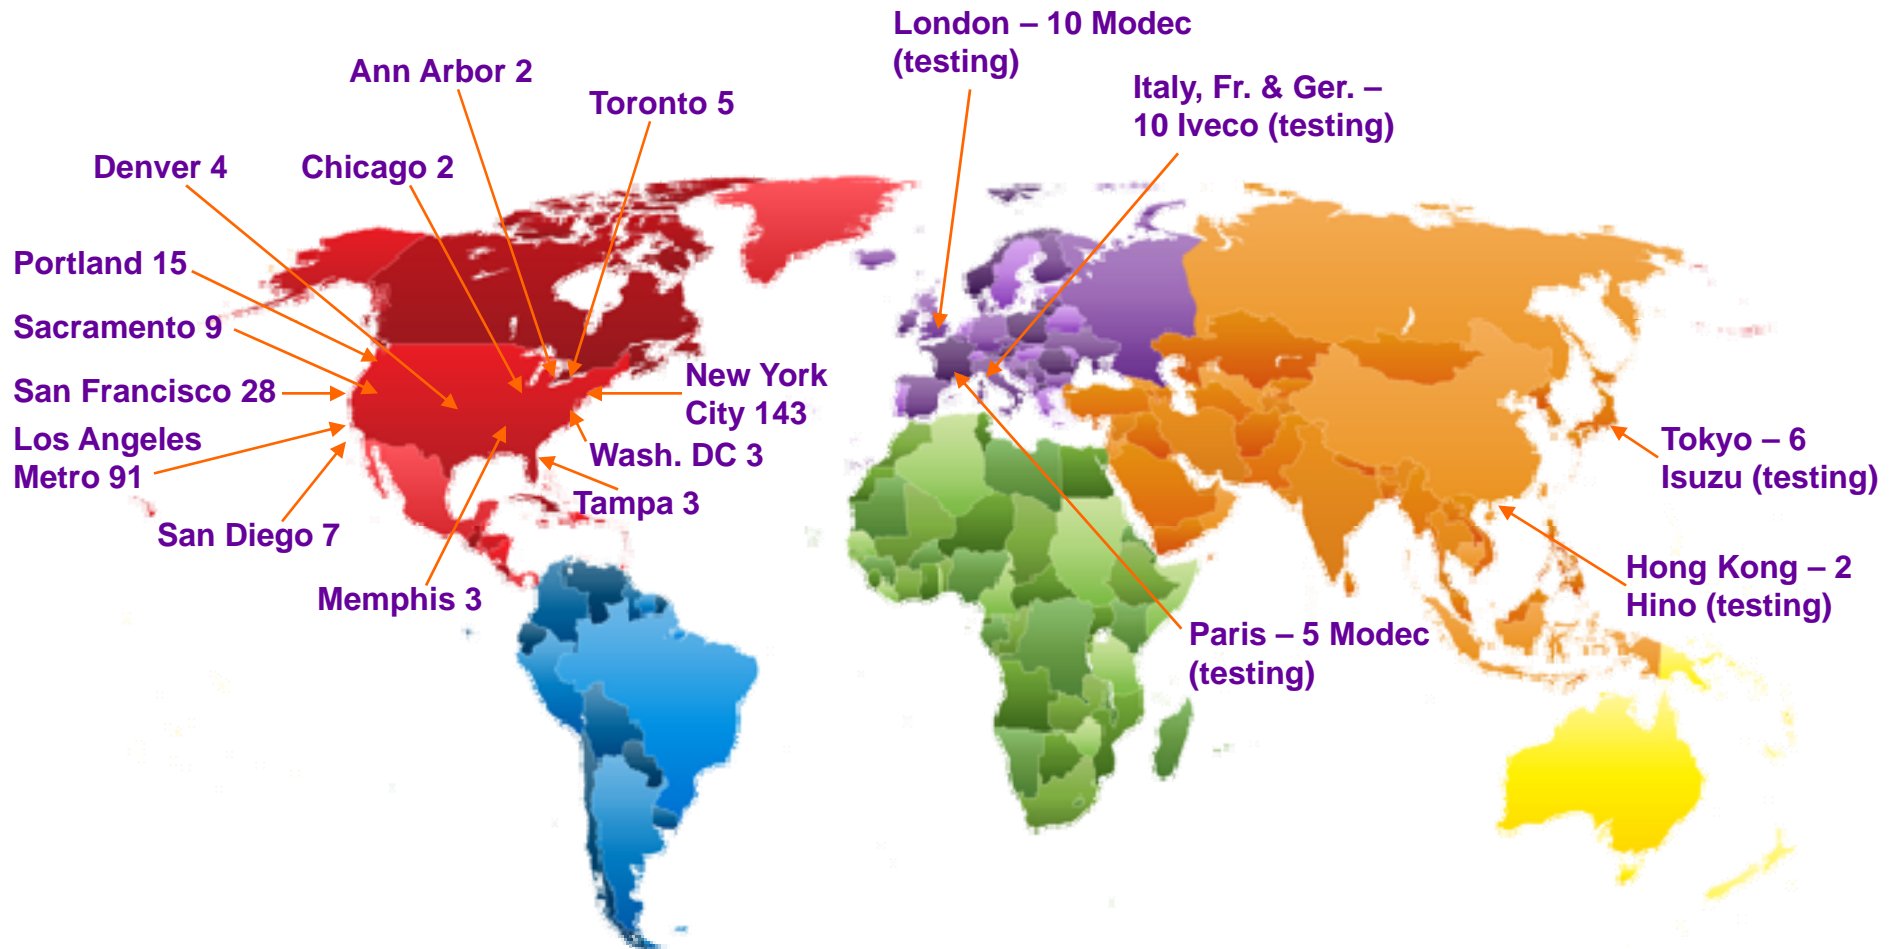 London – 10 Modec
(testing)
Ann Arbor 2
Italy, Fr. & Ger. –
10 Iveco (testing)
Toronto 5
Denver 4
Chicago 2
Portland 15
Sacramento 9
San Francisco 28
New York
City 143
Los Angeles
Metro 91
Wash. DC 3
Tokyo – 6
Isuzu (testing)
Tampa 3
San Diego 7
Hong Kong – 2
Hino (testing)
Memphis 3
Paris – 5 Modec
(testing)